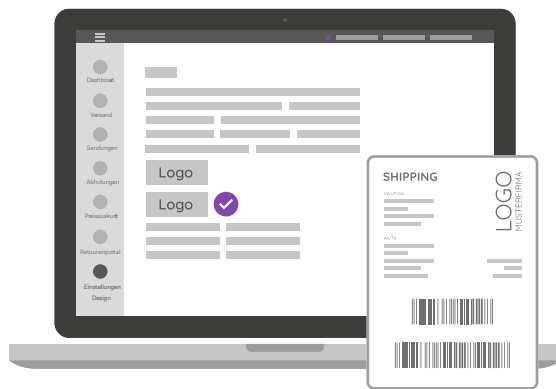 Dashboard
Versand
Sendungen
Abholungen
Preisauskunft
Retourenportal
Einstellungen
Design
Logo
Logo
SHIPPING
Von/From
An/To
LOGO
MUSTERFIRMA